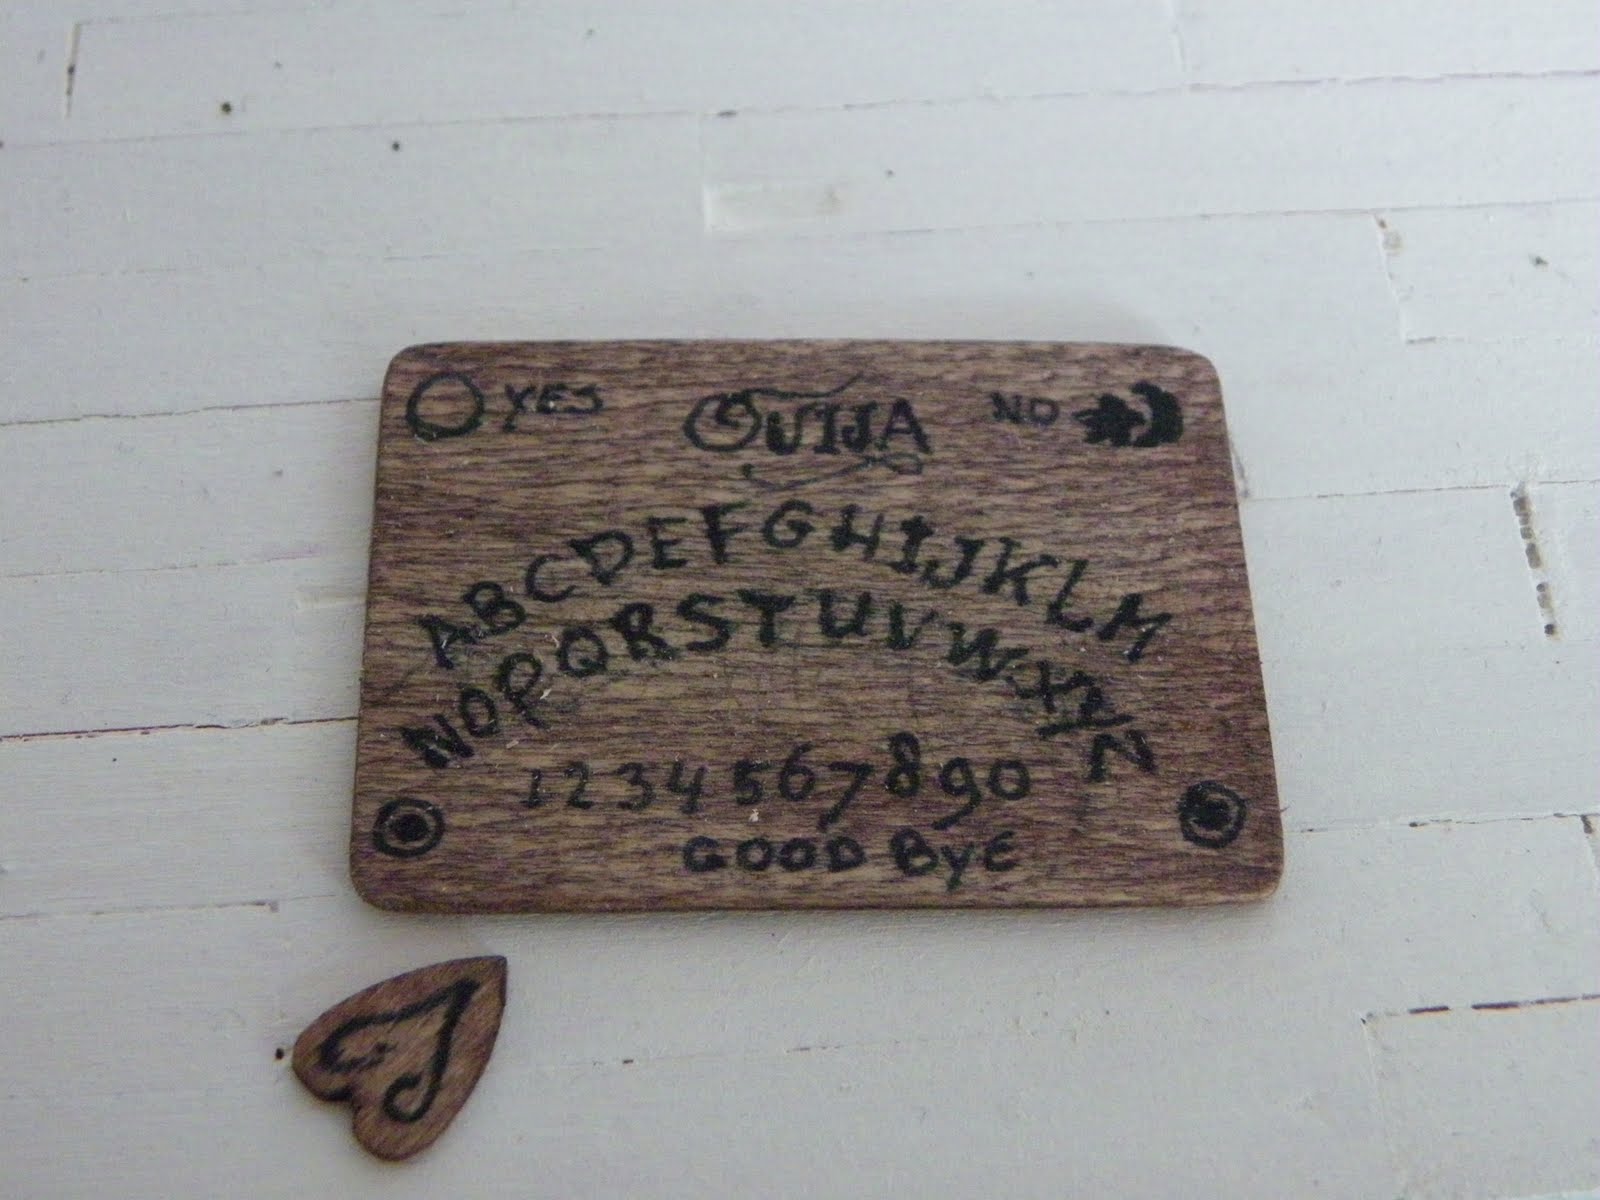 YES OUIJA NO
ABCDEFGHIJKLM
NOPQRSTUVWXYZ
1234567890
GOOD BYE